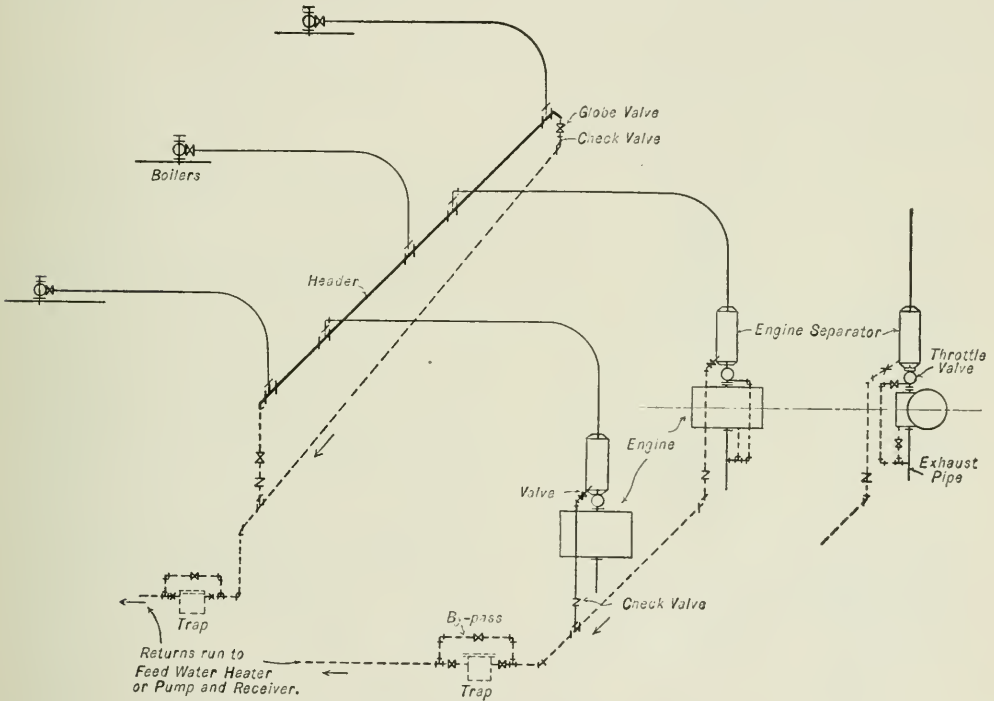 Globe Valve
Check Valve
Boilers
Header
Engine Separator
Throttle
Valve
Engine
Valve
Exhaust
Pipe
Check Valve
By-pass
Trap
Trap
Returns run to
Feed Water Heater
or Pump and Receiver.